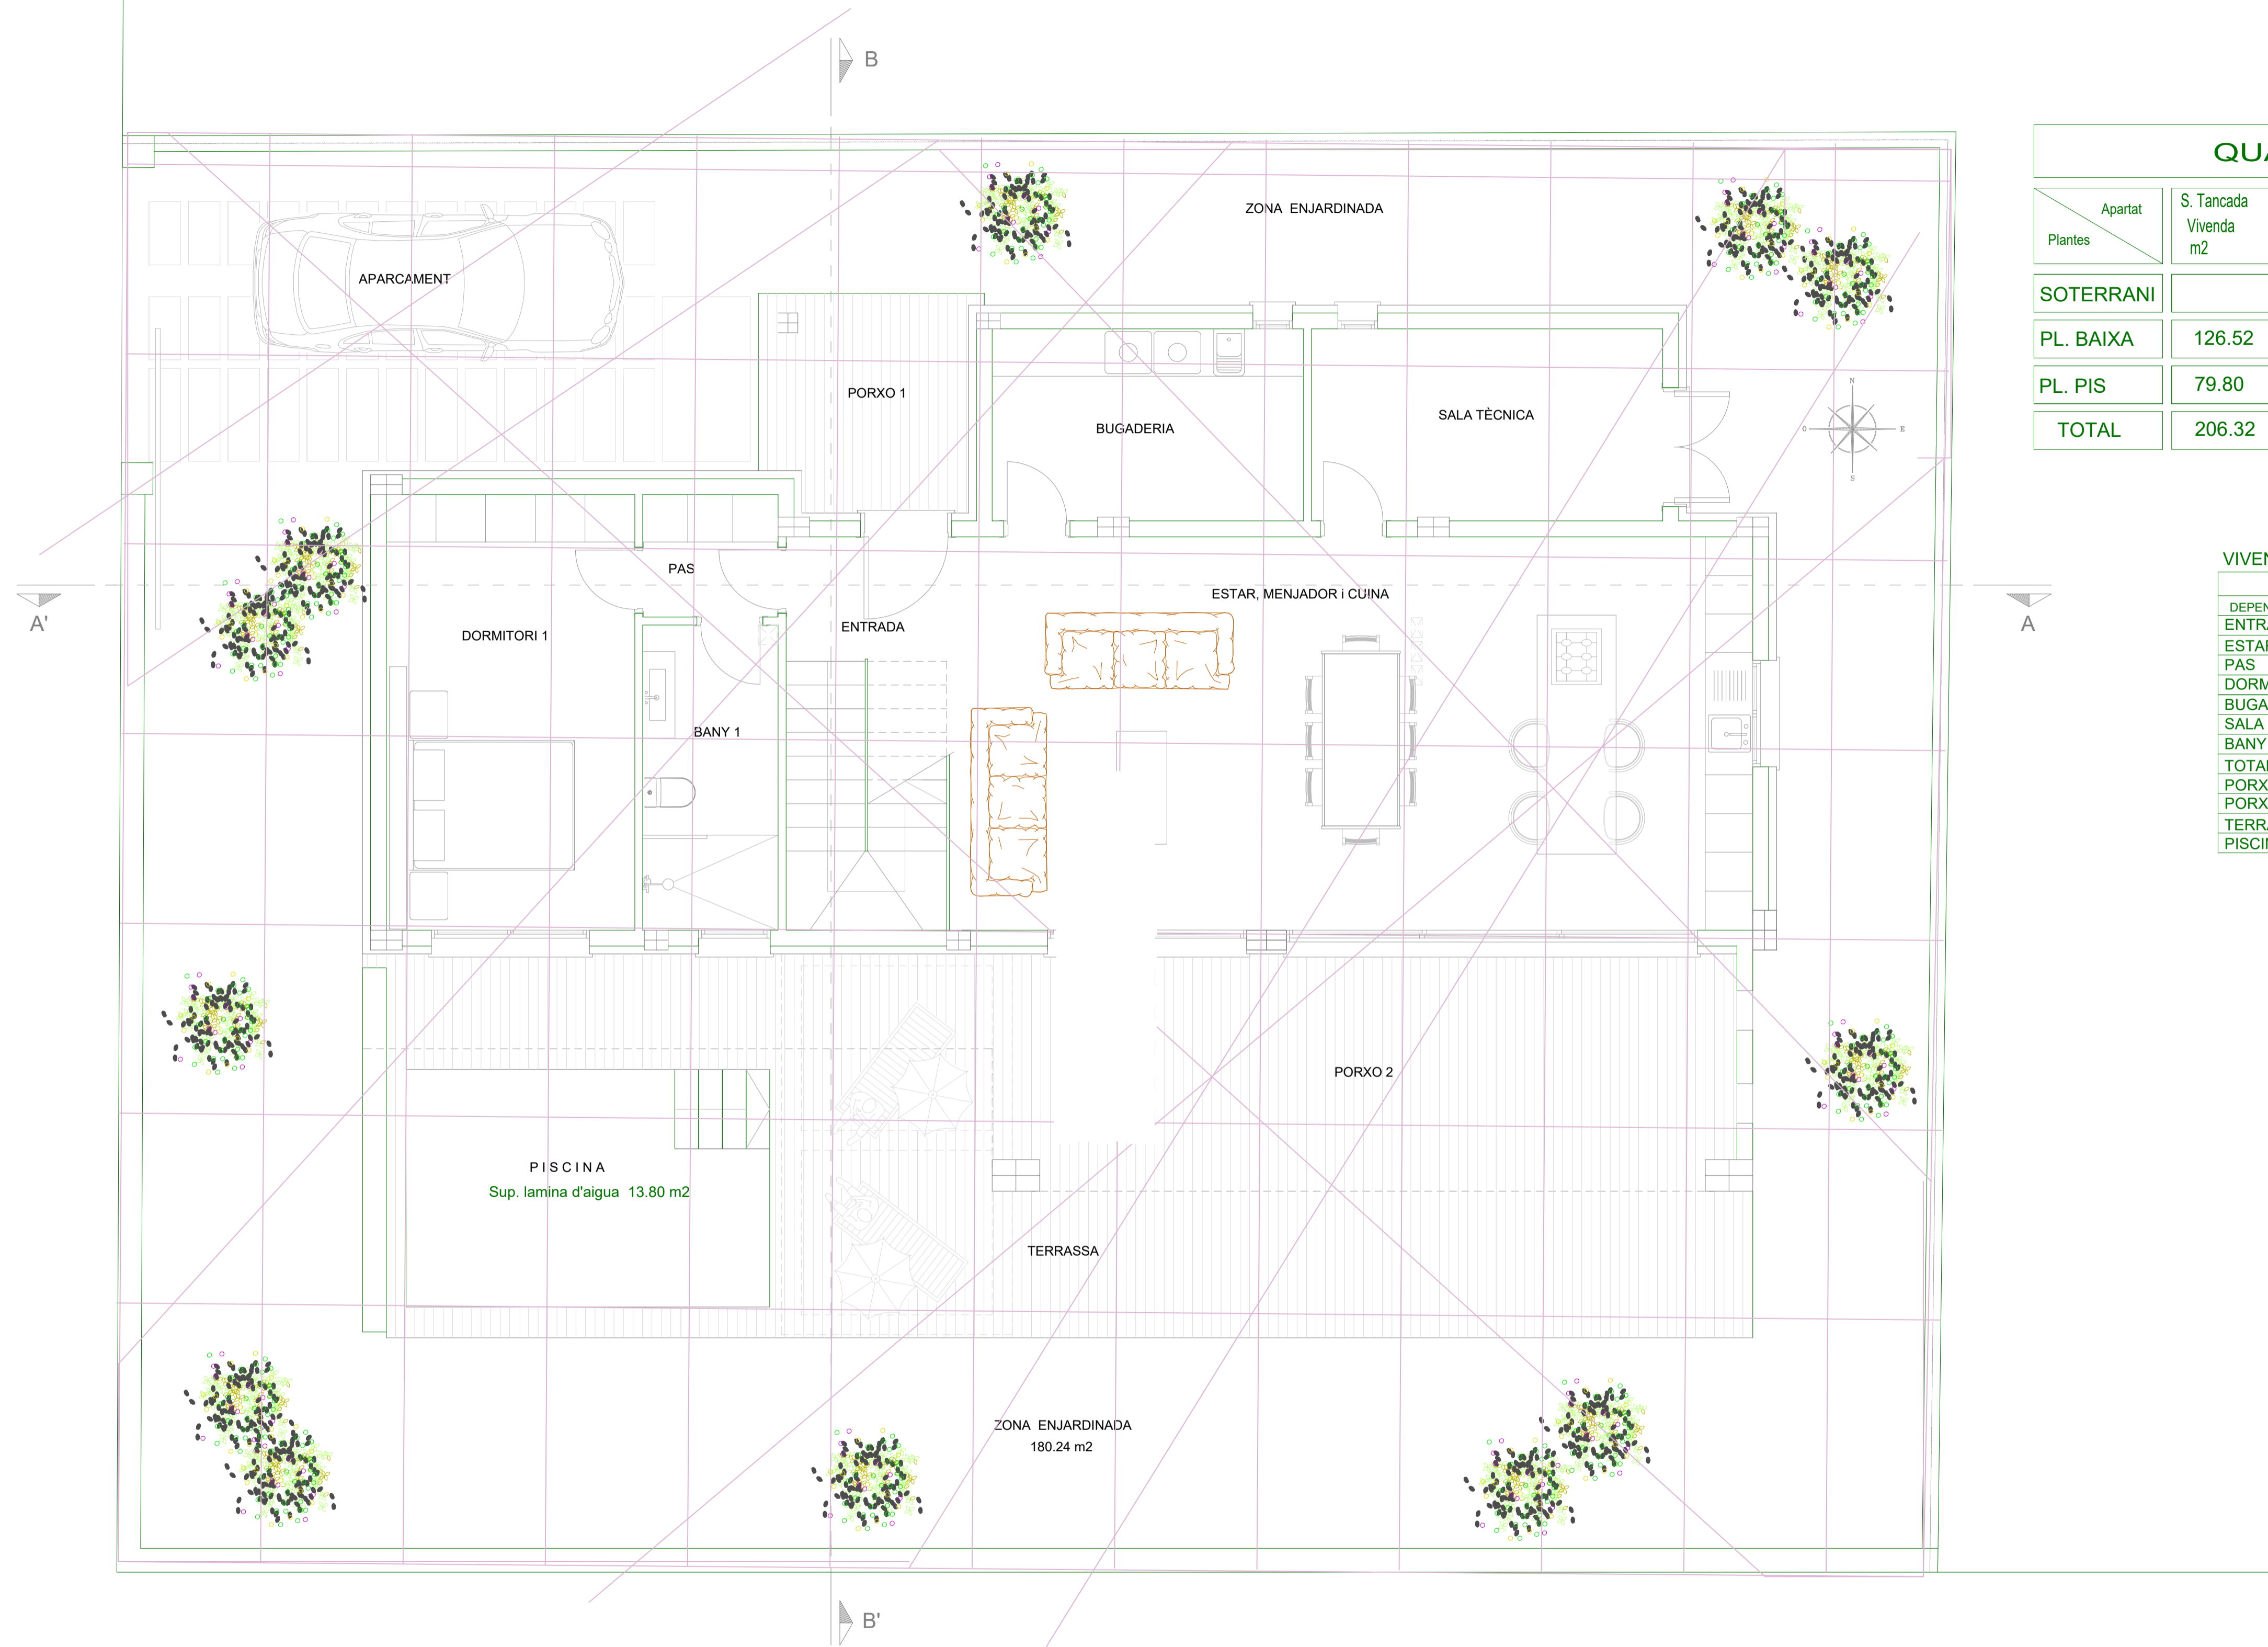 B
QUA
Apartat
Plantes
S. Tancada
Vivenda
m2
SOTERRANI
PL. BAIXA
126.52
PL. PIS
79.80
TOTAL
206.32
ZONA ENJARDINADA
APARCAMENT
PORXO 1
BUGADERIA
SALA TÈCNICA
N
O
E
S
A'
A
PAS
DORMITORI 1
ENTRADA
ESTAR, MENJADOR i CUINA
BANY 1
VIVEN
DEPEN
ENTRA
ESTAR
PAS
DORM
BUGA
SALA
BANY
TOTAL
PORX
PORX
TERRA
PISCIN
PORXO 2
PISCINA
Sup. lamina d'aigua 13.80 m2
TERRASSA
ZONA ENJARDINADA
180.24 m2
B'